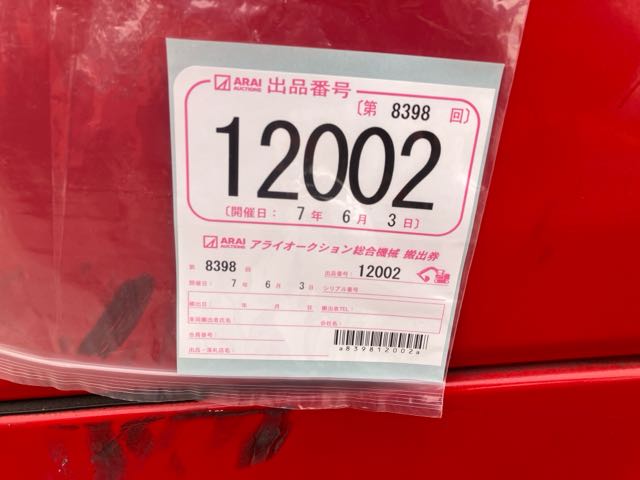 ARAI AUCTIONS 出品番号
〔第 8398 回〕
12002
〔開催日: 7年 6月 3日〕
ARAI AUCTIONS アライオークション総合機械 搬出券
第 8398 回 出品番号: 12002
開催日 7年 6月 3日 シリアル番号
搬出日: 年 月 日 搬出者TEL:
車両搬出者氏名: 会社名:
会員番号:
出品・落札店名:
a839812002a